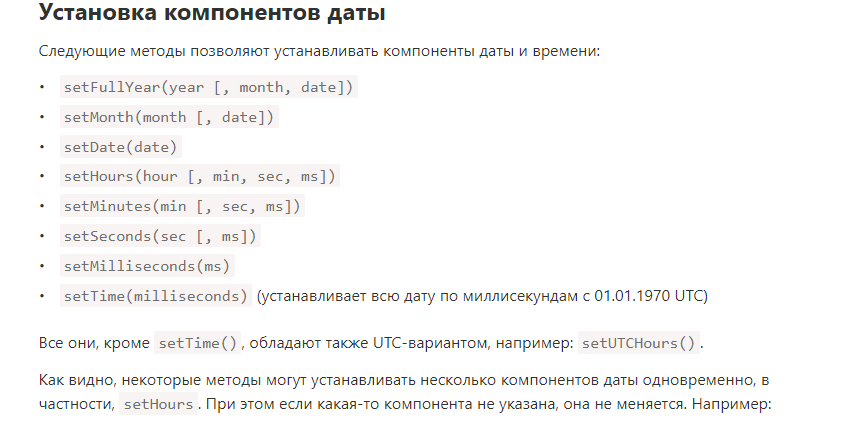 Установка компонентов даты
Следующие методы позволяют устанавливать компоненты даты и времени:
• setFullYear(year [, month, date])
• setMonth(month [, date])
• setDate(date)
• setHours(hour [, min, sec, ms])
• setMinutes(min [, sec, ms])
• setSeconds(sec [, ms])
• setMilliseconds(ms)
• setTime(milliseconds) (устанавливает всю дату по миллисекундам с 01.01.1970 UTC)
Все они, кроме setTime(), обладают также UTC-вариантом, например: setUTCHours().
Как видно, некоторые методы могут устанавливать несколько компонентов даты одновременно, в
частности, setHours. При этом если какая-то компонента не указана, она не меняется. Например: